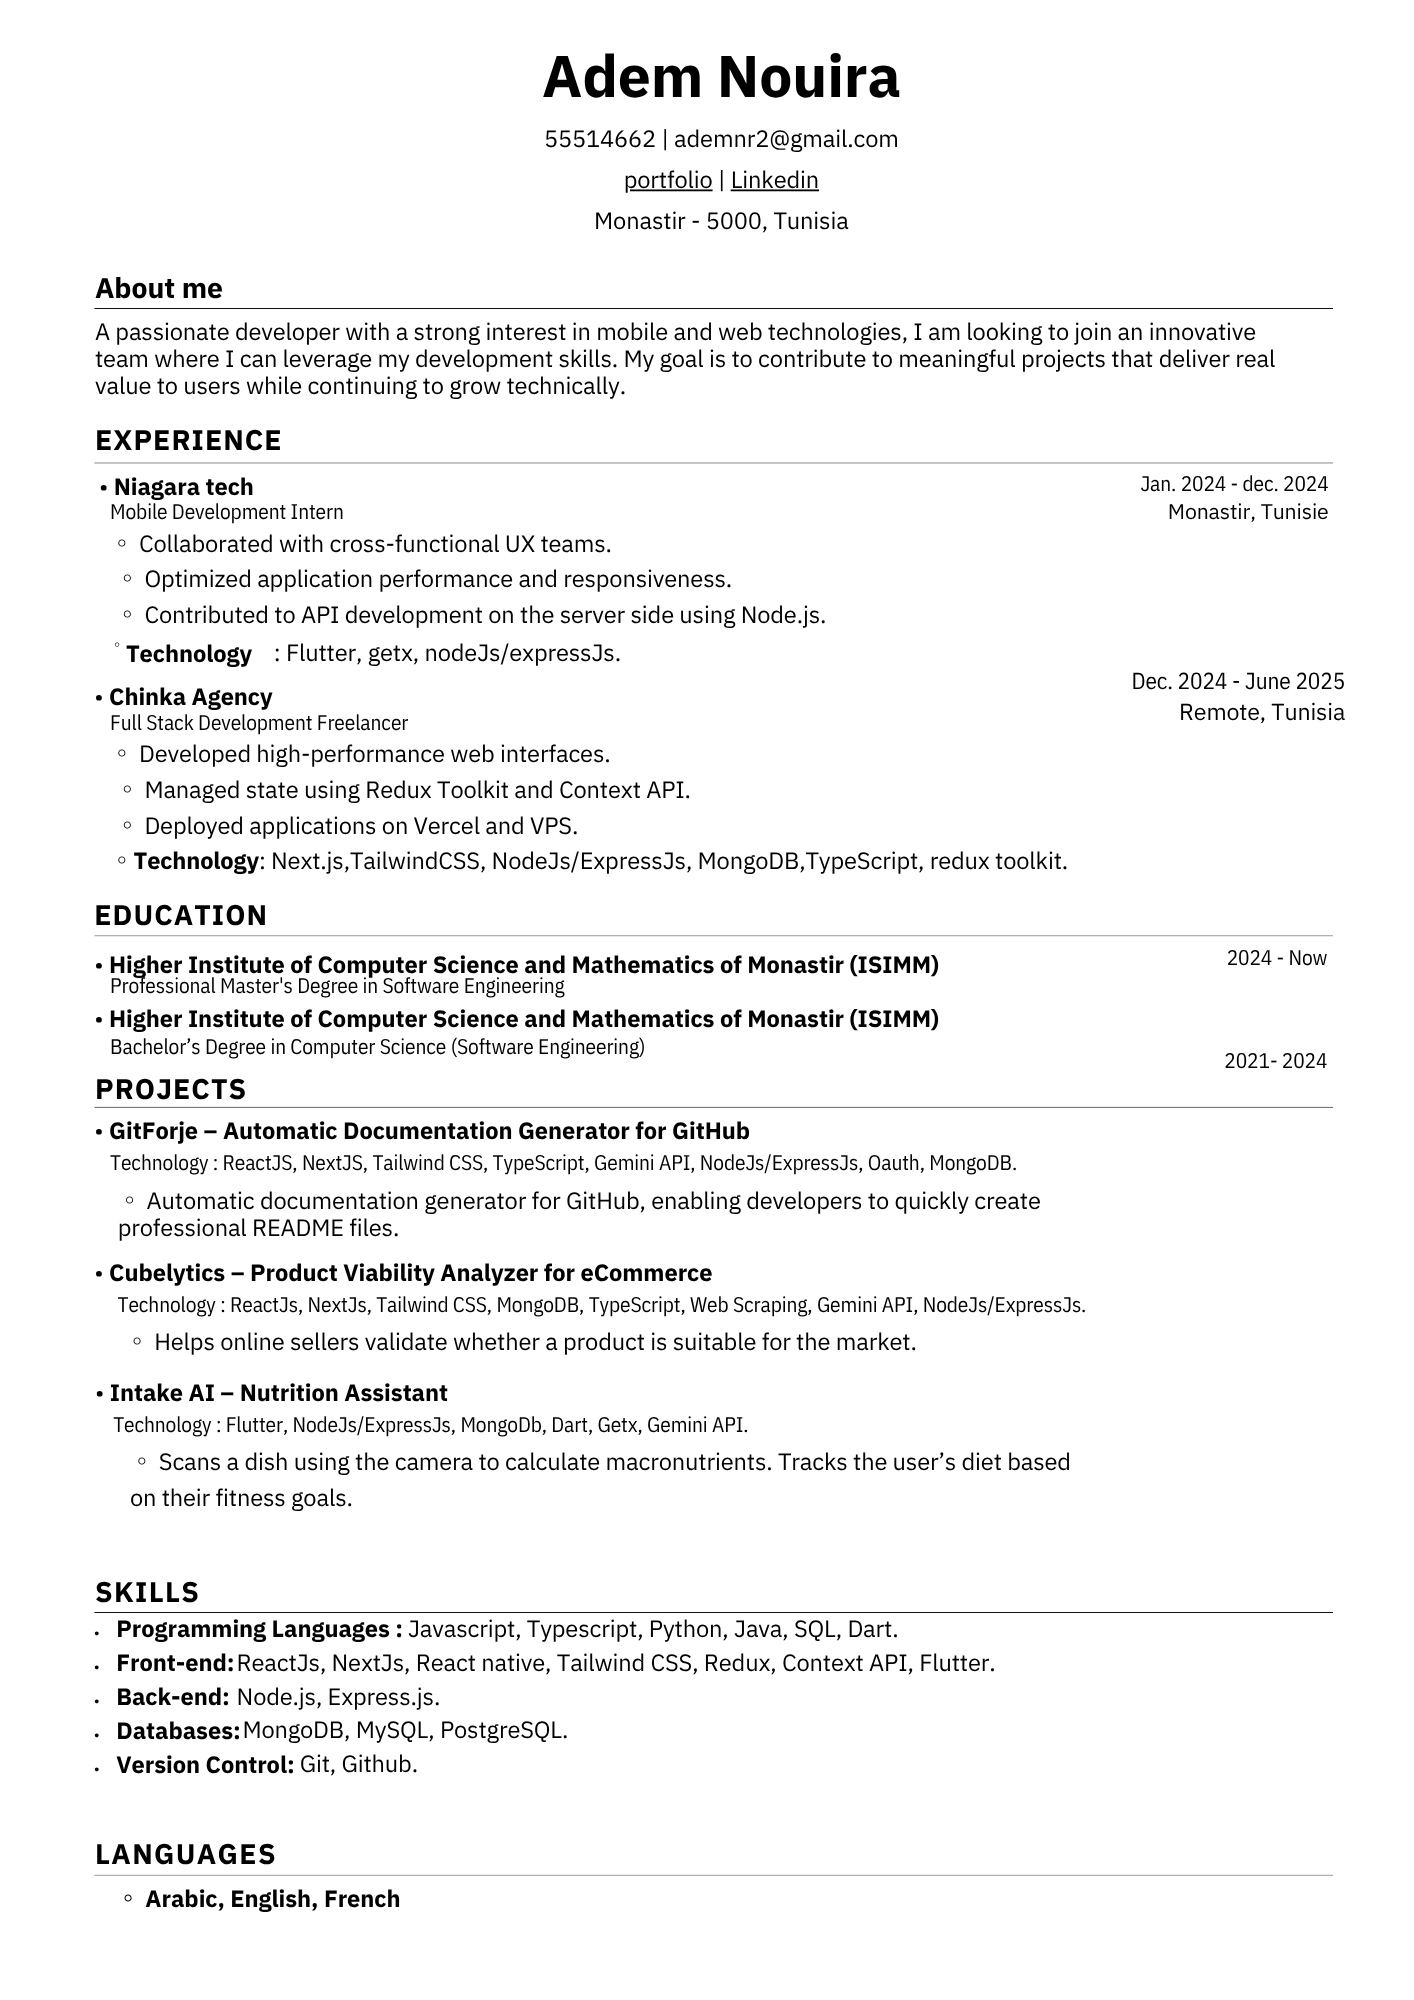 Adem Nouira
55514662 | ademnr2@gmail.com
portfolio | Linkedin
Monastir - 5000, Tunisia
About me
A passionate developer with a strong interest in mobile and web technologies, I am looking to join an innovative
team where I can leverage my development skills. My goal is to contribute to meaningful projects that deliver real
value to users while continuing to grow technically.
EXPERIENCE
• Niagara tech Jan. 2024 - dec. 2024
Mobile Development Intern Monastir, Tunisie
◦ Collaborated with cross-functional UX teams.
◦ Optimized application performance and responsiveness.
◦ Contributed to API development on the server side using Node.js.
◦ Technology : Flutter, getx, nodeJs/expressJs.
• Chinka Agency Dec. 2024 - June 2025
Full Stack Development Freelancer Remote, Tunisia
◦ Developed high-performance web interfaces.
◦ Managed state using Redux Toolkit and Context API.
◦ Deployed applications on Vercel and VPS.
◦ Technology: Next.js,TailwindCSS, NodeJs/ExpressJs, MongoDB,TypeScript, redux toolkit.
EDUCATION
• Higher Institute of Computer Science and Mathematics of Monastir (ISIMM) 2024 - Now
Professional Master's Degree in Software Engineering
• Higher Institute of Computer Science and Mathematics of Monastir (ISIMM)
Bachelor’s Degree in Computer Science (Software Engineering)
2021- 2024
PROJECTS
• GitForje – Automatic Documentation Generator for GitHub
Technology : ReactJS, NextJS, Tailwind CSS, TypeScript, Gemini API, NodeJs/ExpressJs, Oauth, MongoDB.
◦ Automatic documentation generator for GitHub, enabling developers to quickly create
professional README files.
• Cubelytics – Product Viability Analyzer for eCommerce
Technology : ReactJs, NextJs, Tailwind CSS, MongoDB, TypeScript, Web Scraping, Gemini API, NodeJs/ExpressJs.
◦ Helps online sellers validate whether a product is suitable for the market.
• Intake AI – Nutrition Assistant
Technology : Flutter, NodeJs/ExpressJs, MongoDb, Dart, Getx, Gemini API.
◦ Scans a dish using the camera to calculate macronutrients. Tracks the user’s diet based
on their fitness goals.
SKILLS
• Programming Languages : Javascript, Typescript, Python, Java, SQL, Dart.
• Front-end: ReactJs, NextJs, React native, Tailwind CSS, Redux, Context API, Flutter.
• Back-end: Node.js, Express.js.
• Databases: MongoDB, MySQL, PostgreSQL.
• Version Control: Git, Github.
LANGUAGES
◦ Arabic, English, French